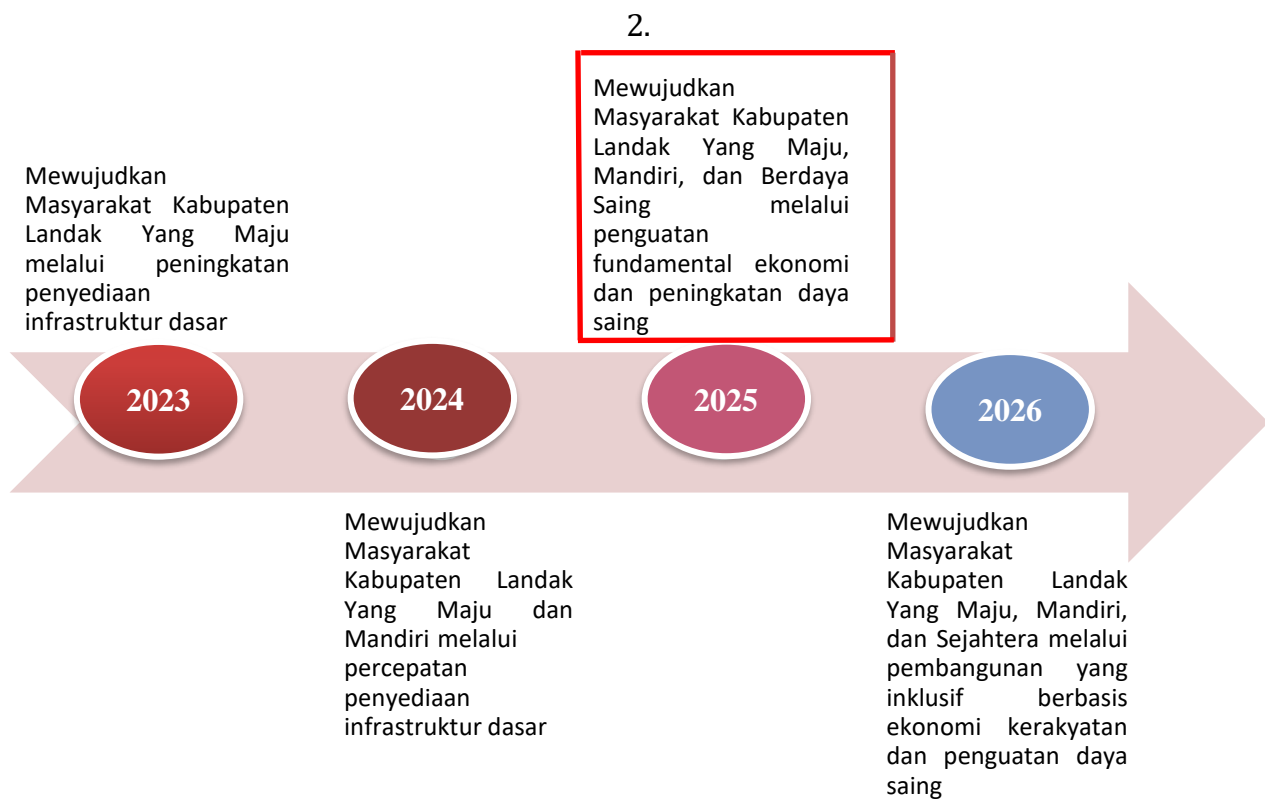 2.
Mewujudkan
Masyarakat Kabupaten
Landak Yang Maju,
Mandiri, dan Berdaya
Saing melalui
penguatan
fundamental ekonomi
dan peningkatan daya
saing
Mewujudkan
Masyarakat Kabupaten
Landak Yang Maju
melalui peningkatan
penyediaan
infrastruktur dasar
2023
2024
2025
2026
Mewujudkan
Masyarakat
Kabupaten Landak
Yang Maju dan
Mandiri melalui
percepatan
penyediaan
infrastruktur dasar
Mewujudkan
Masyarakat
Kabupaten Landak
Yang Maju, Mandiri,
dan Sejahtera melalui
pembangunan yang
inklusif berbasis
ekonomi kerakyatan
dan penguatan daya
saing